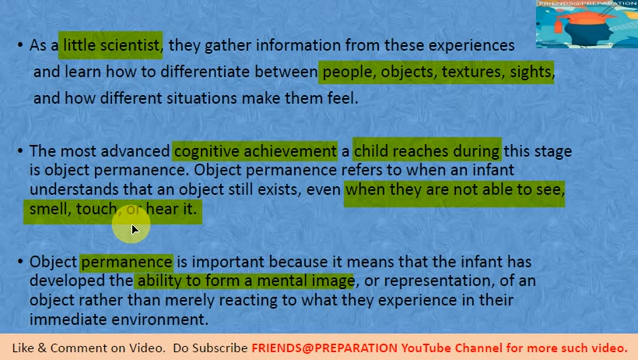 FRIENDS@PREPARATION
• As a little scientist, they gather information from these experiences
and learn how to differentiate between people, objects, textures, sights,
and how different situations make them feel.
• The most advanced cognitive achievement a child reaches during this stage
is object permanence. Object permanence refers to when an infant
understands that an object still exists, even when they are not able to see,
smell, touch, or hear it.
• Object permanence is important because it means that the infant has
developed the ability to form a mental image, or representation, of an
object rather than merely reacting to what they experience in their
immediate environment.
Like & Comment on Video. Do Subscribe FRIENDS@PREPARATION YouTube Channel for more such video.